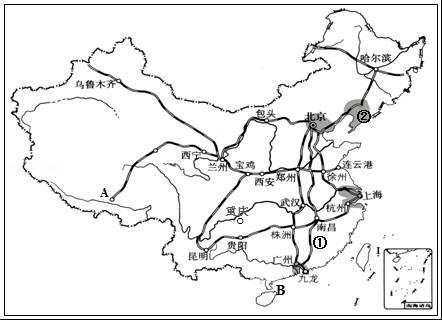 哈尔滨
乌鲁木齐
包头
北京
②
西宁
兰州
宝鸡
西安
郑州
徐州
连云港
A
上海
杭州
武汉
重庆
南昌
株洲
①
贵阳
昆明
广州
九龙
B
南海诸岛